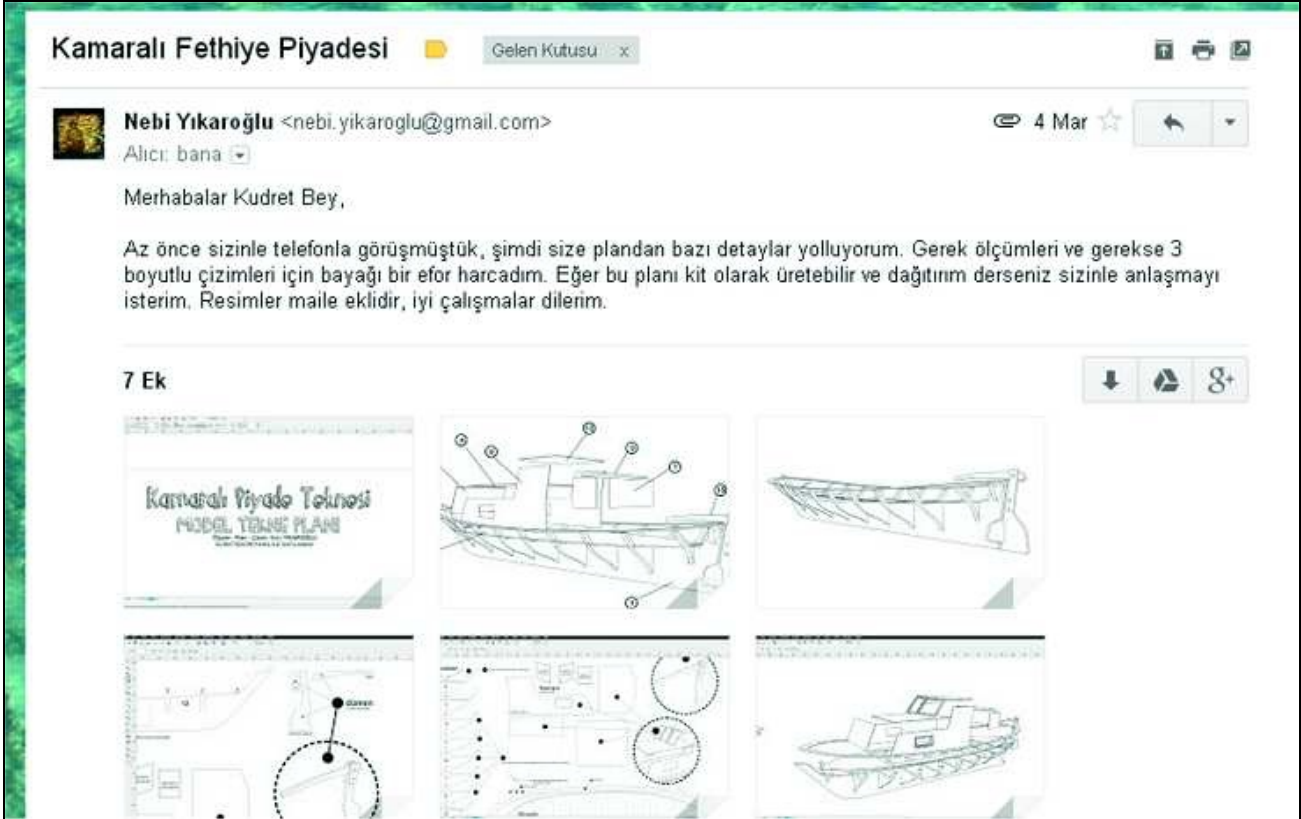 Kamaralı Fethiye Piyadesi
Gelen Kutusu x
Nebi Yıkaroğlu <nebi.yikaroglu@gmail.com>
4 Mar
Alıcı: bana
Merhabalar Kudret Bey,
Az önce sizinle telefonla görüşmüştük, şimdi size plandan bazı detaylar yolluyorum. Gerek ölçümleri ve gerekse 3
boyutlu çizimleri için bayağı bir efor harcadım. Eğer bu planı kit olarak üretebilir ve dağıtırım derseniz sizinle anlaşmayı
isterim. Resimler maile eklidir, iyi çalışmalar dilerim.
7 Ek
g+
Kamaralı Piyade Teknesi
MODEL TEKNE PLANI
dümen